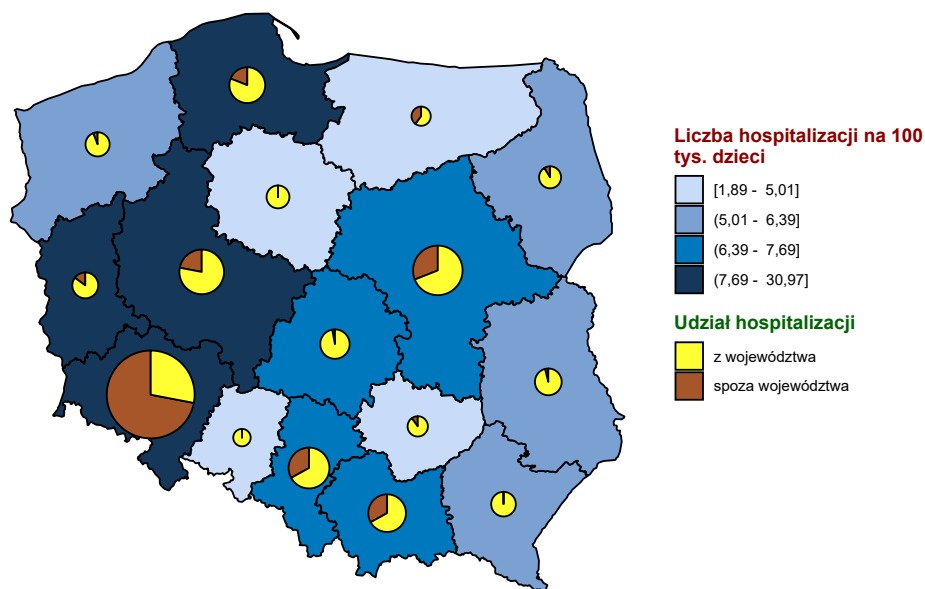 Liczba hospitalizacji na 100
tys. dzieci
[1,89 - 5,01]
(5,01 - 6,39]
(6,39 - 7,69]
(7,69 - 30,97]
Udział hospitalizacji
z województwa
spoza województwa